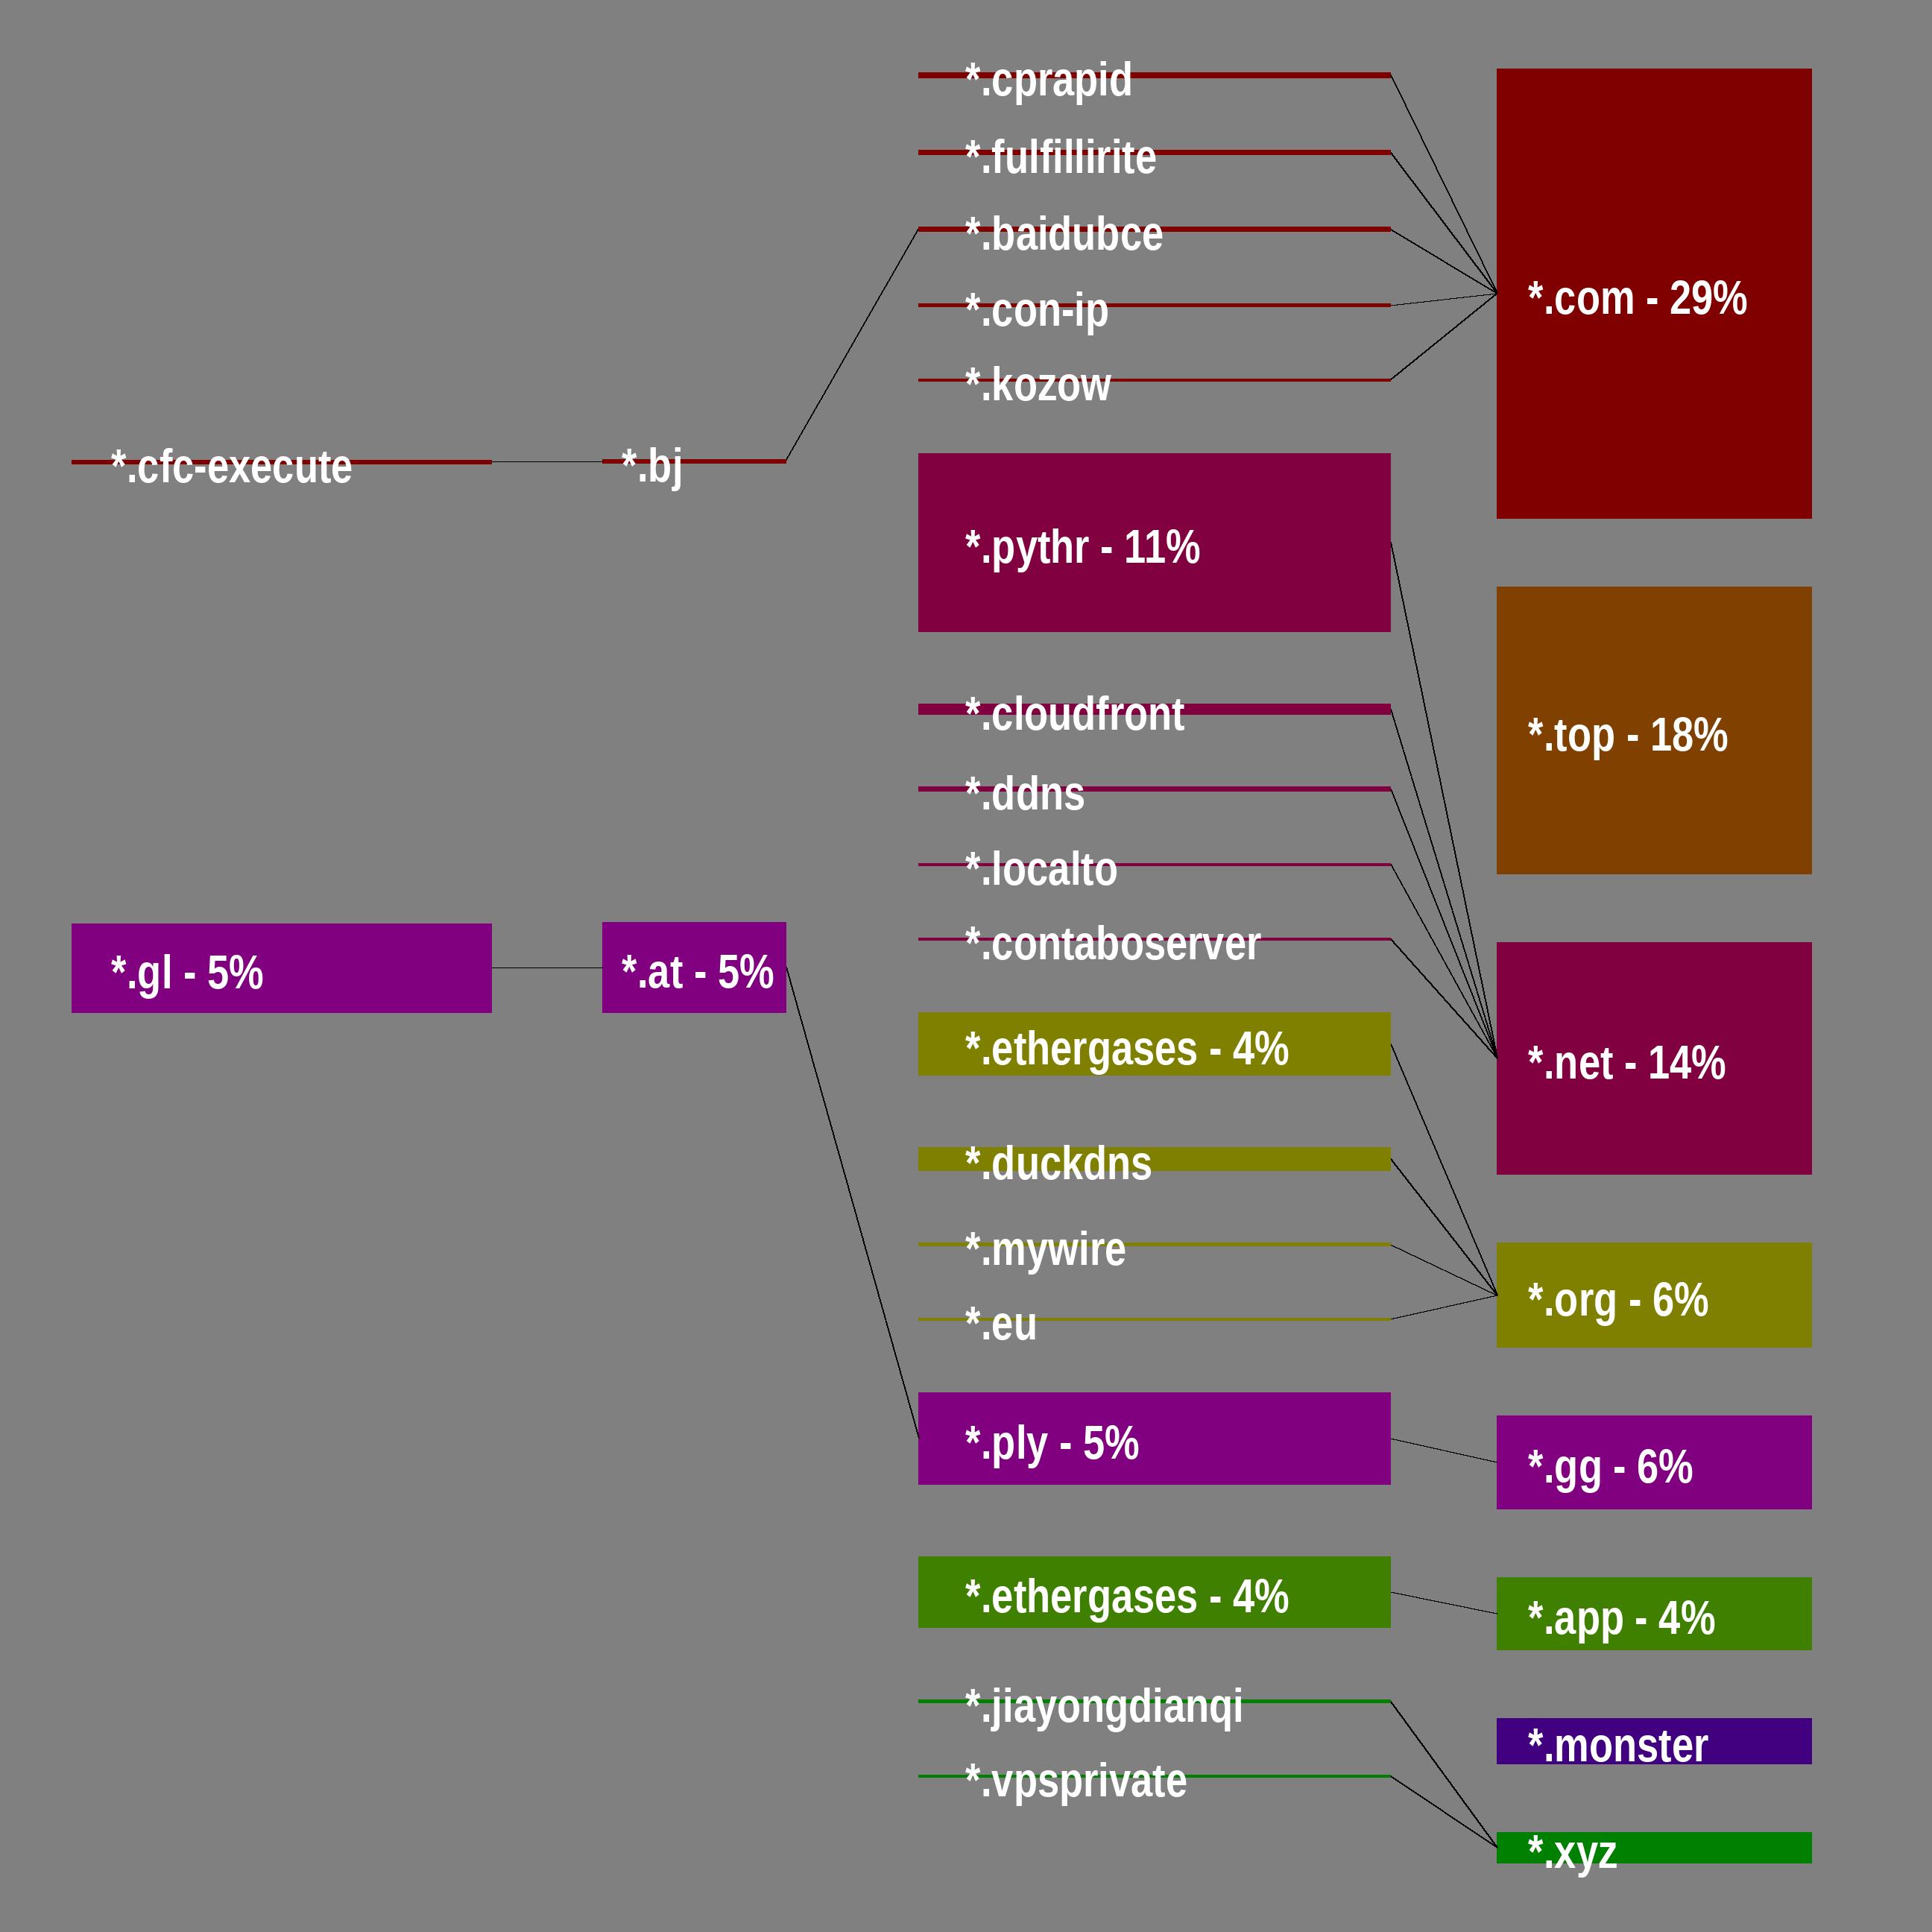 *.cprapid
*.fulfillirite
*.baidubce
*.con-ip
*.kozow
*.com - 29%
*.cfc-execute
*.bj
*.pythr - 11%
*.cloudfront
*.top - 18%
*.ddns
*.localto
*.contaboserver
*.gl - 5%
*.at - 5%
*.ethergases - 4%
*.net - 14%
*.duckdns
*.mywire
*.eu
*.org - 6%
*.ply - 5%
*.gg - 6%
*.ethergases - 4%
*.app - 4%
*.jiayongdianqi
*.monster
*.vpsprivate
*.xyz